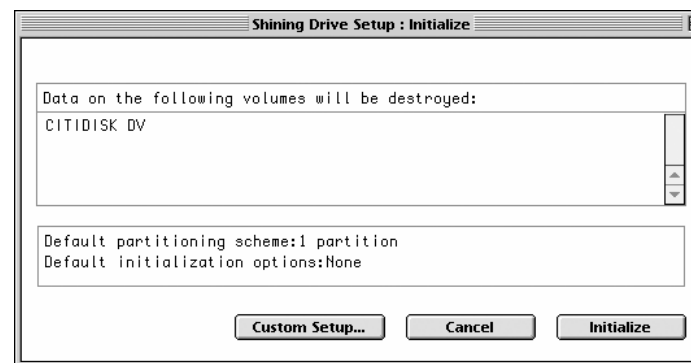 Shining Drive Setup : Initialize
Data on the following volumes will be destroyed:
CITIDISK DV
Default partitioning scheme:1 partition
Default initialization options:None
Custom Setup... Cancel Initialize